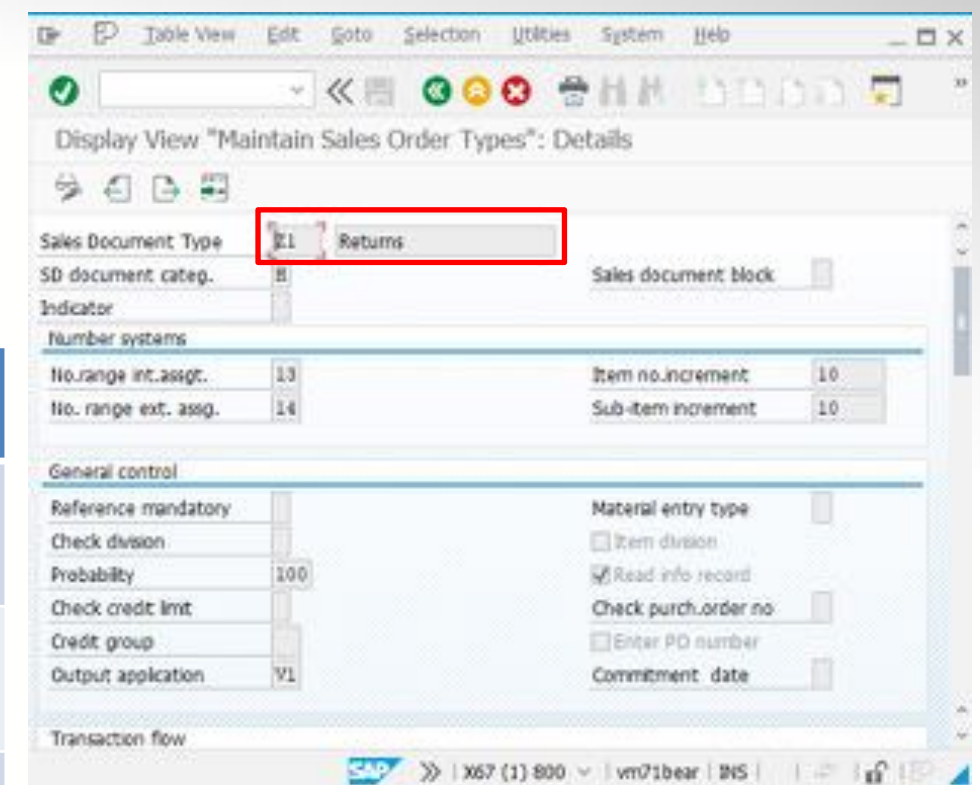 Table View Edit Goto Selection Utilities System Help
Display View "Maintain Sales Order Types": Details
Sales Document Type Z1 Returns
SD document categ. H Sales document block
Indicator
Number systems
No.range int.assgt. 13 Item no.increment 10
No. range ext. assg. 14 Sub-item increment 10
General control
Reference mandatory Material entry type
Check division Item division
Probability 100 Read info record
Check credit limit Check purch.order no
Credit group Enter PO number
Output application V1 Commitment date
Transaction flow
SAP X67 (1) 800 vm71bear INS